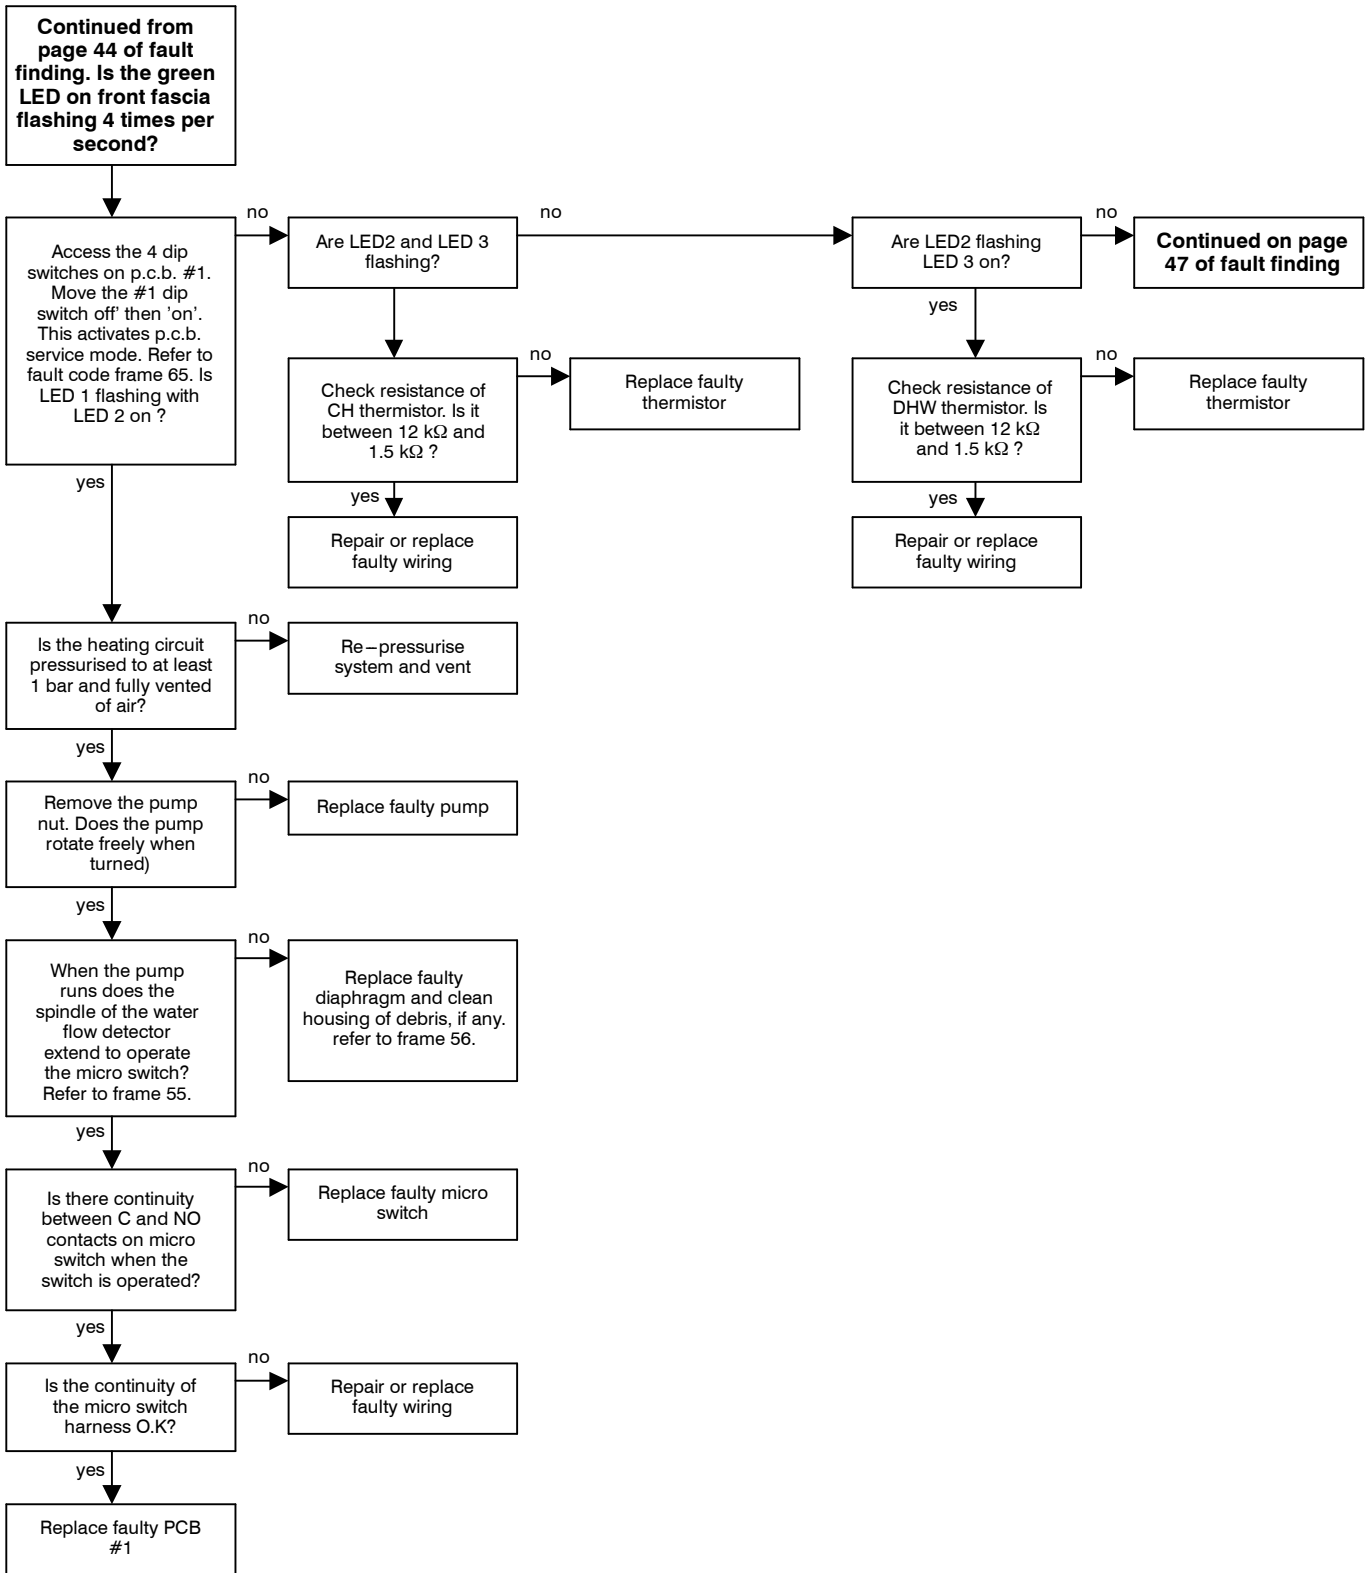 Continued from
page 44 of fault
finding. Is the green
LED on front fascia
flashing 4 times per
second?
no
no
no
Access the 4 dip
switches on p.c.b. #1.
Move the #1 dip
switch off' then ’on’.
This activates p.c.b.
service mode. Refer to
fault code frame 65. Is
LED 1 flashing with
LED 2 on ?
Are LED2 and LED 3
flashing?
Are LED2 flashing
LED 3 on?
Continued on page
47 of fault finding
yes
Check resistance of
CH thermistor. Is it
between 12 kΩ and
1.5 kΩ ?
no
Replace faulty
thermistor
Check resistance of
DHW thermistor. Is
it between 12 kΩ
and 1.5 kΩ ?
no
Replace faulty
thermistor
yes
yes
yes
Repair or replace
faulty wiring
Repair or replace
faulty wiring
Is the heating circuit
pressurised to at least
1 bar and fully vented
of air?
no
Re–pressurise
system and vent
yes
Remove the pump
nut. Does the pump
rotate freely when
turned)
no
Replace faulty pump
yes
When the pump
runs does the
spindle of the water
flow detector
extend to operate
the micro switch?
Refer to frame 55.
no
Replace faulty
diaphragm and clean
housing of debris, if any.
refer to frame 56.
yes
Is there continuity
between C and NO
contacts on micro
switch when the
switch is operated?
no
Replace faulty micro
switch
yes
Is the continuity of
the micro switch
harness O.K?
no
Repair or replace
faulty wiring
yes
Replace faulty PCB
#1